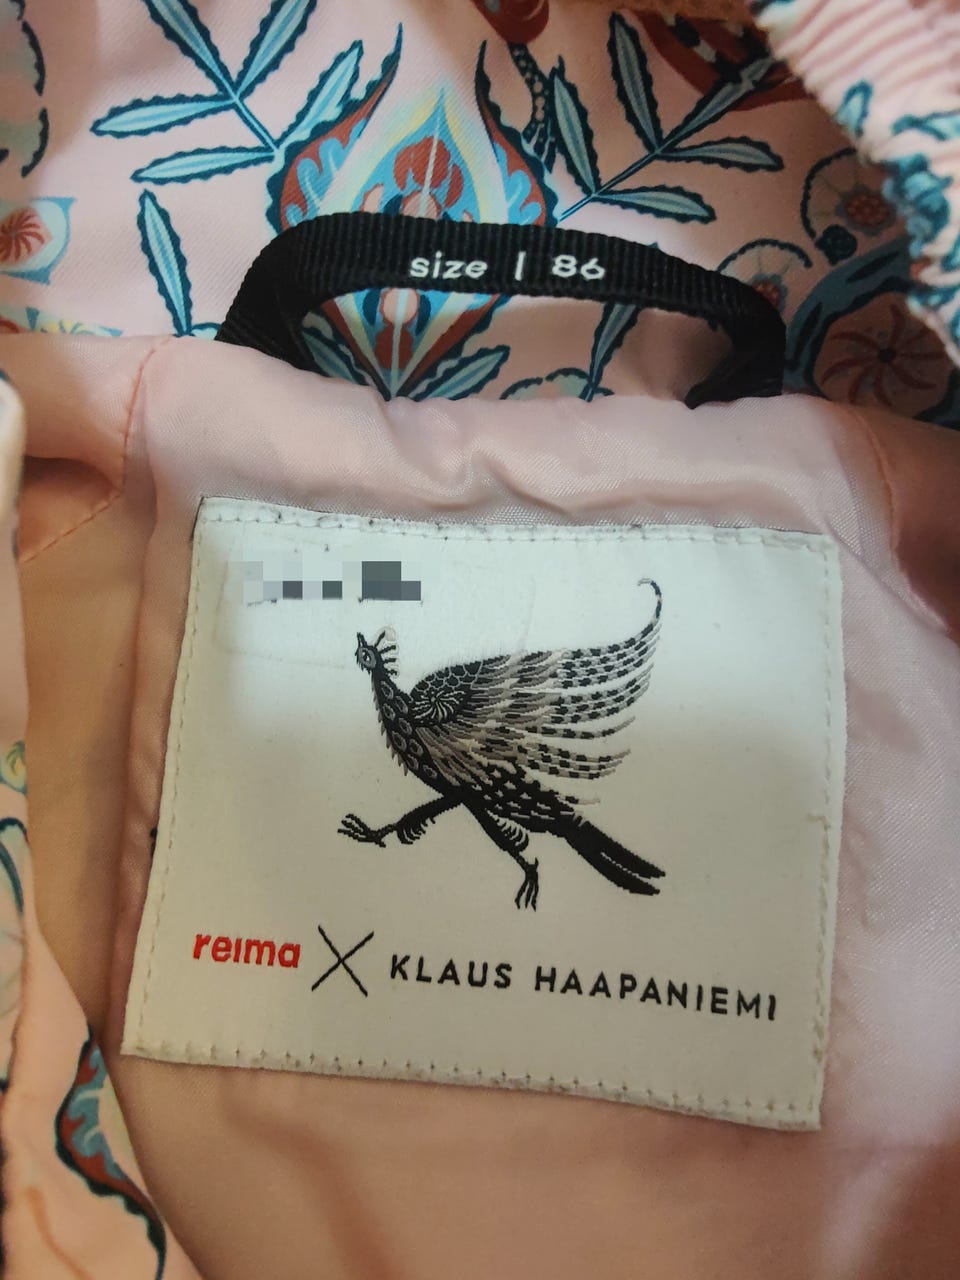 size | 86
reima X KLAUS HAAPANIEMI